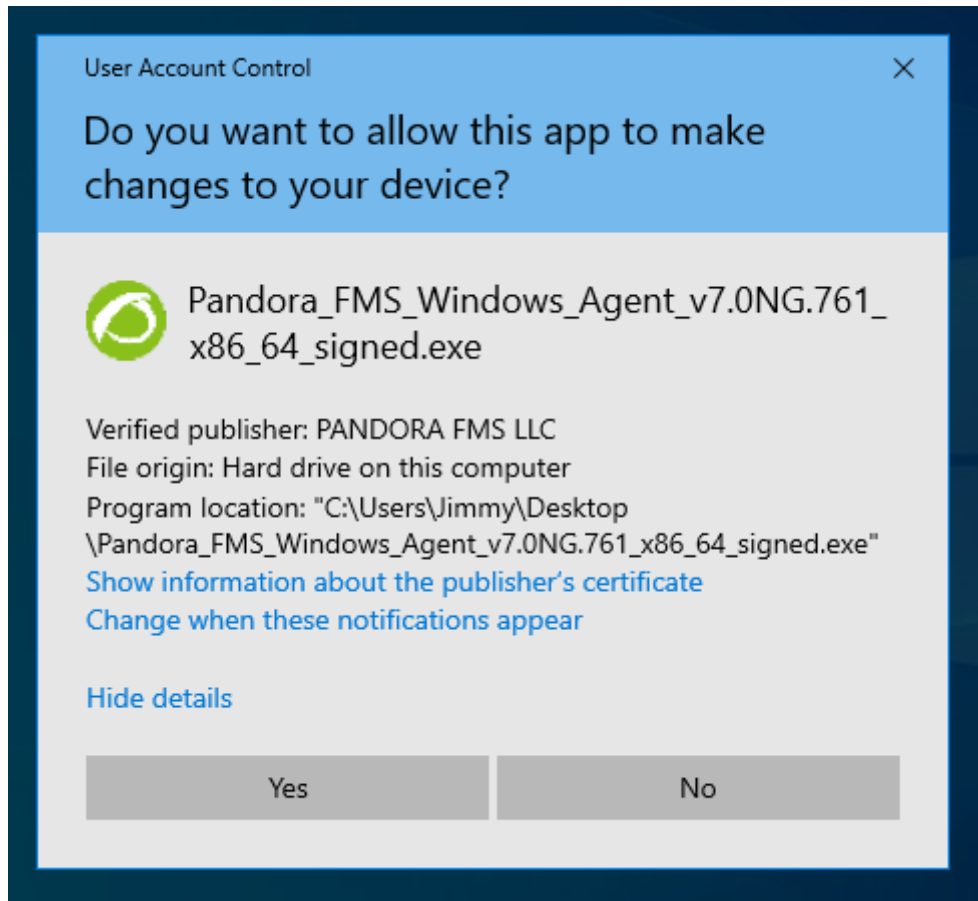 User Account Control
Do you want to allow this app to make
changes to your device?
Pandora_FMS_Windows_Agent_v7.0NG.761_
x86_64_signed.exe
Verified publisher: PANDORA FMS LLC
File origin: Hard drive on this computer
Program location: "C:\Users\Jimmy\Desktop
\Pandora_FMS_Windows_Agent_v7.0NG.761_x86_64_signed.exe"
Show information about the publisher's certificate
Change when these notifications appear
Hide details
Yes
No